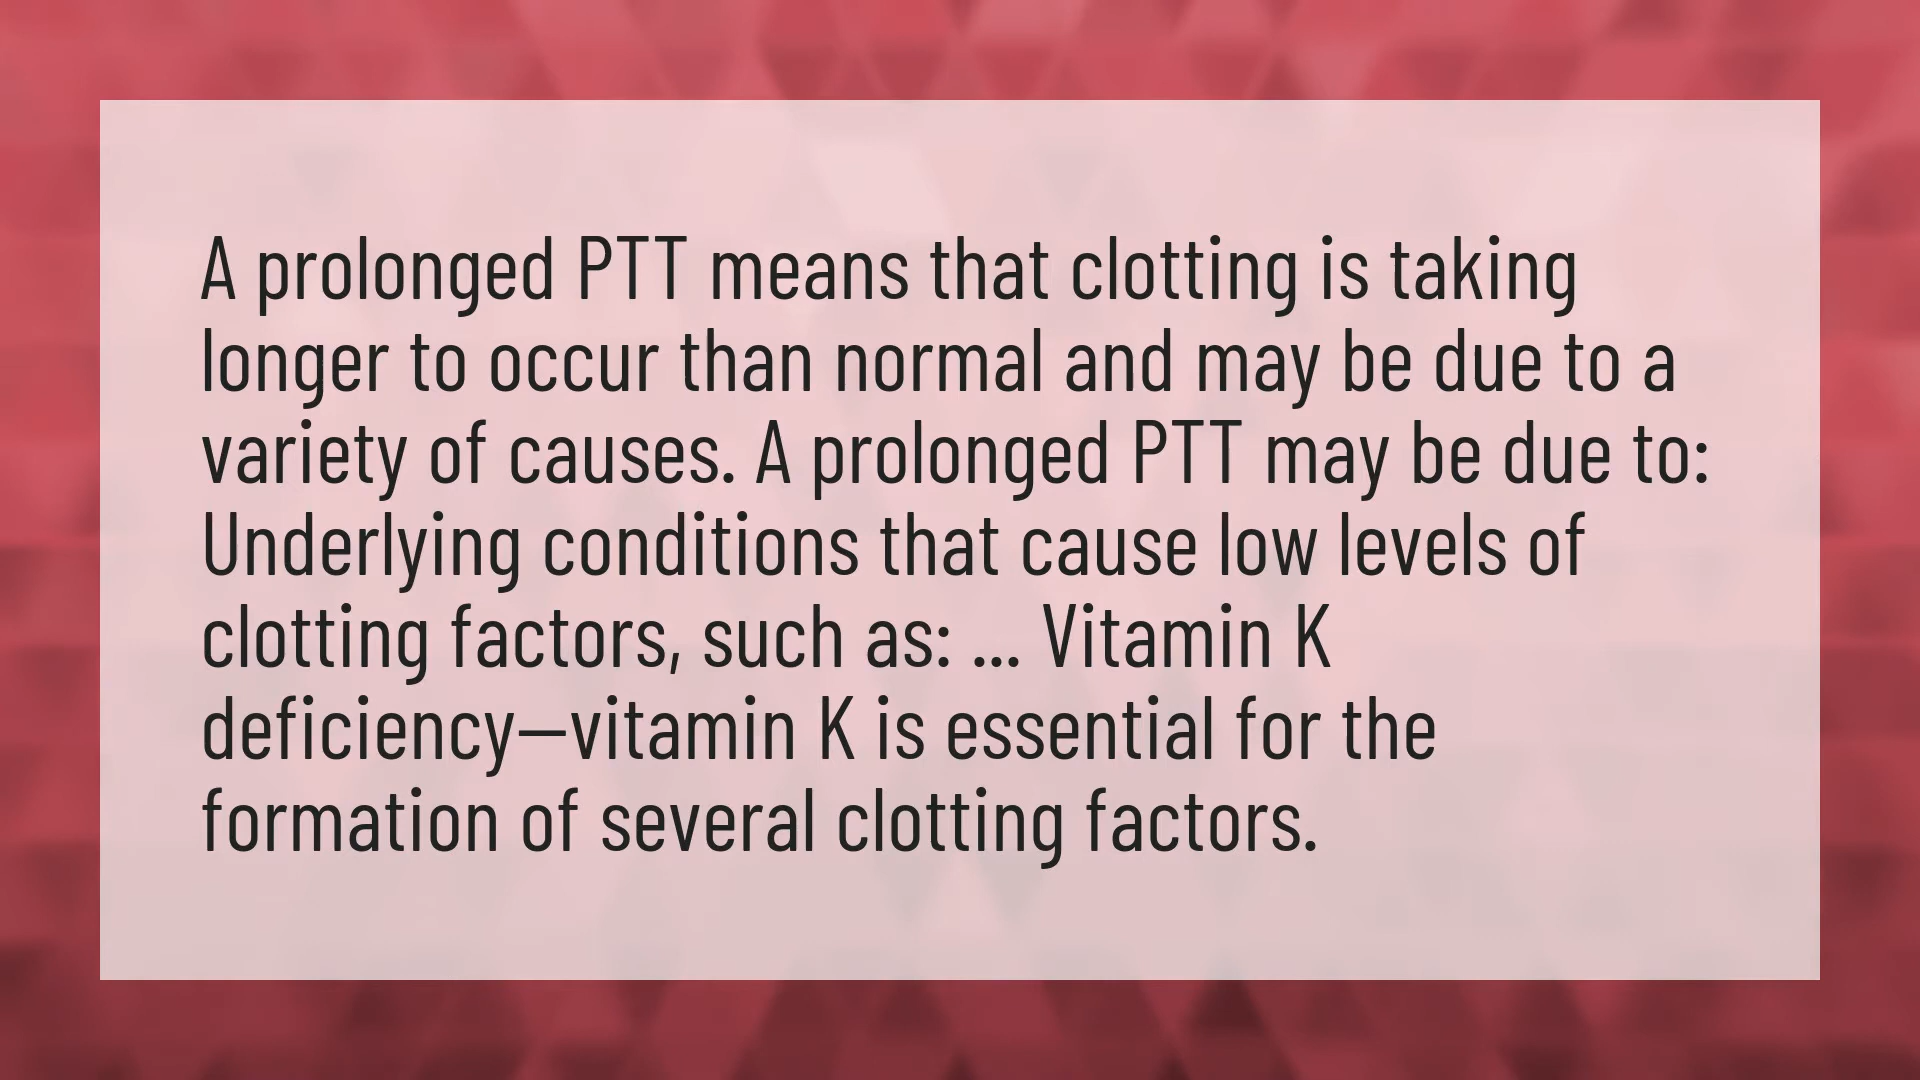 A prolonged PTT means that clotting is taking
longer to occur than normal and may be due to a
variety of causes. A prolonged PTT may be due to:
Underlying conditions that cause low levels of
clotting factors, such as: ... Vitamin K
deficiency—vitamin K is essential for the
formation of several clotting factors.